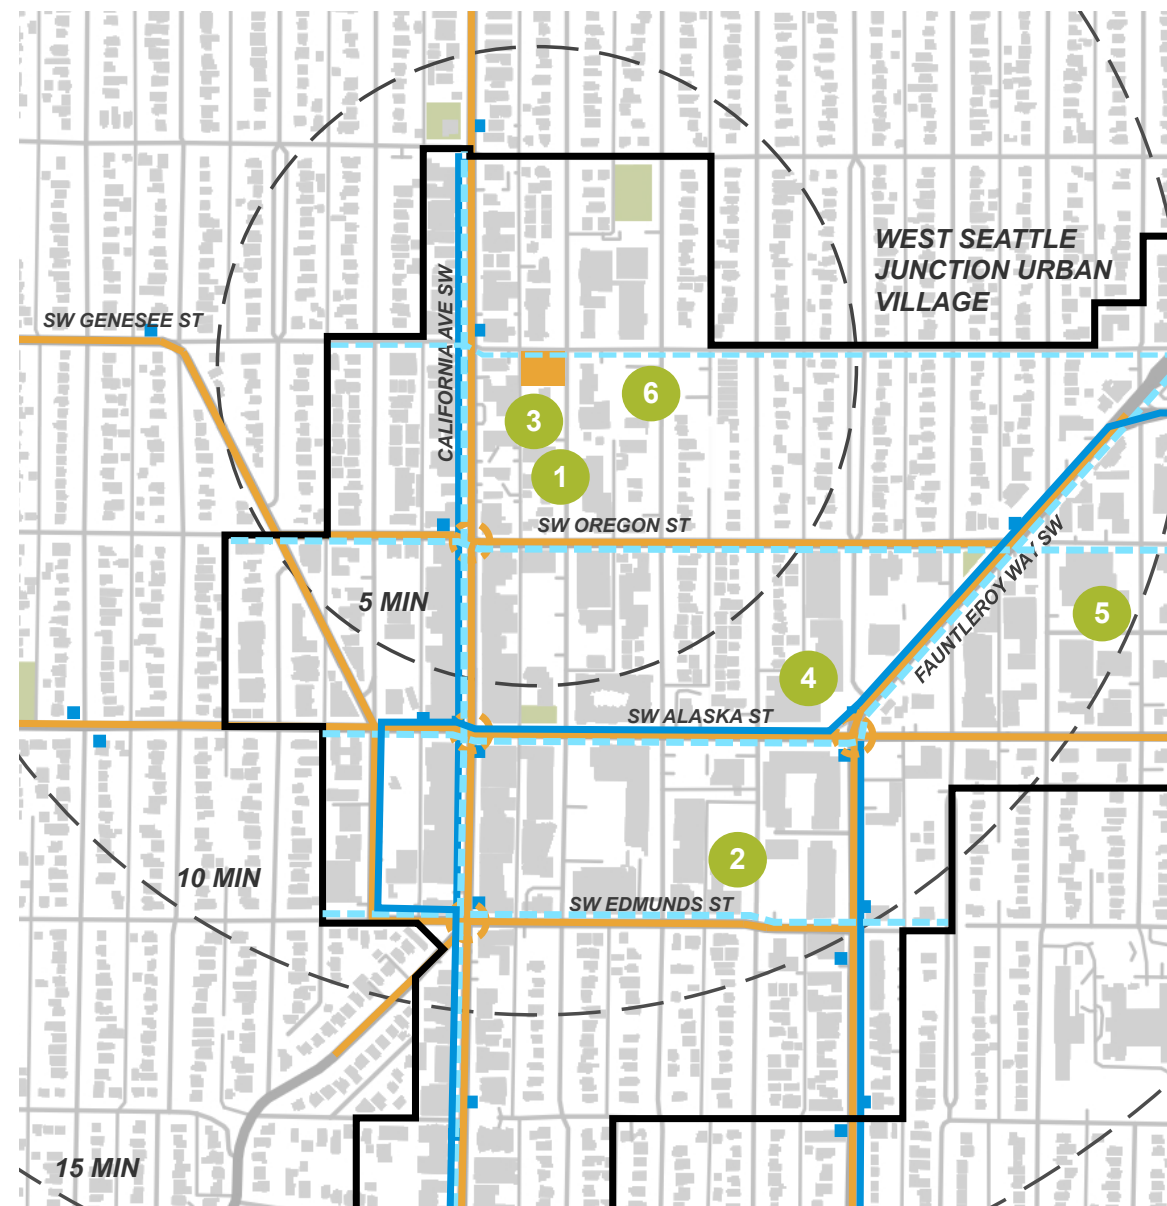 WEST SEATTLE
JUNCTION URBAN
VILLAGE
SW GENESEE ST
CALIFORNIA AVE SW
6
3
1
SW OREGON ST
FAUNTLEROY WAY SW
5 MIN
5
4
SW ALASKA ST
2
10 MIN
SW EDMUNDS ST
15 MIN